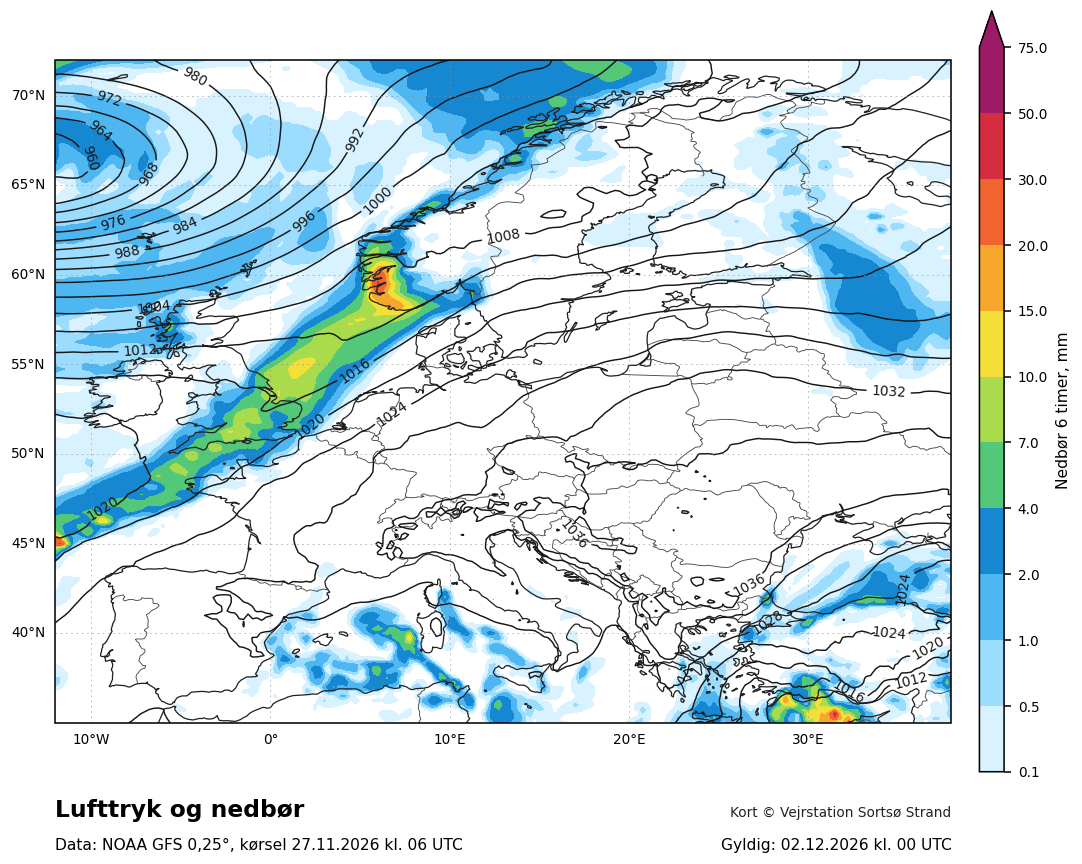 980
972
964
960
968
992
976
984
988
996
1000
1008
1004
1012
1016
1024
1020
1020
1032
1036
1036
1028
1024
1024
1020
1016
1012
70°N
65°N
60°N
55°N
50°N
45°N
40°N
10°W
0°
10°E
20°E
30°E
75.0
50.0
30.0
20.0
15.0
10.0
7.0
4.0
2.0
1.0
0.5
0.1
Nedbør 6 timer, mm
Lufttryk og nedbør
Kort © Vejrstation Sortsø Strand
Data: NOAA GFS 0,25°, kørsel 27.11.2026 kl. 06 UTC
Gyldig: 02.12.2026 kl. 00 UTC